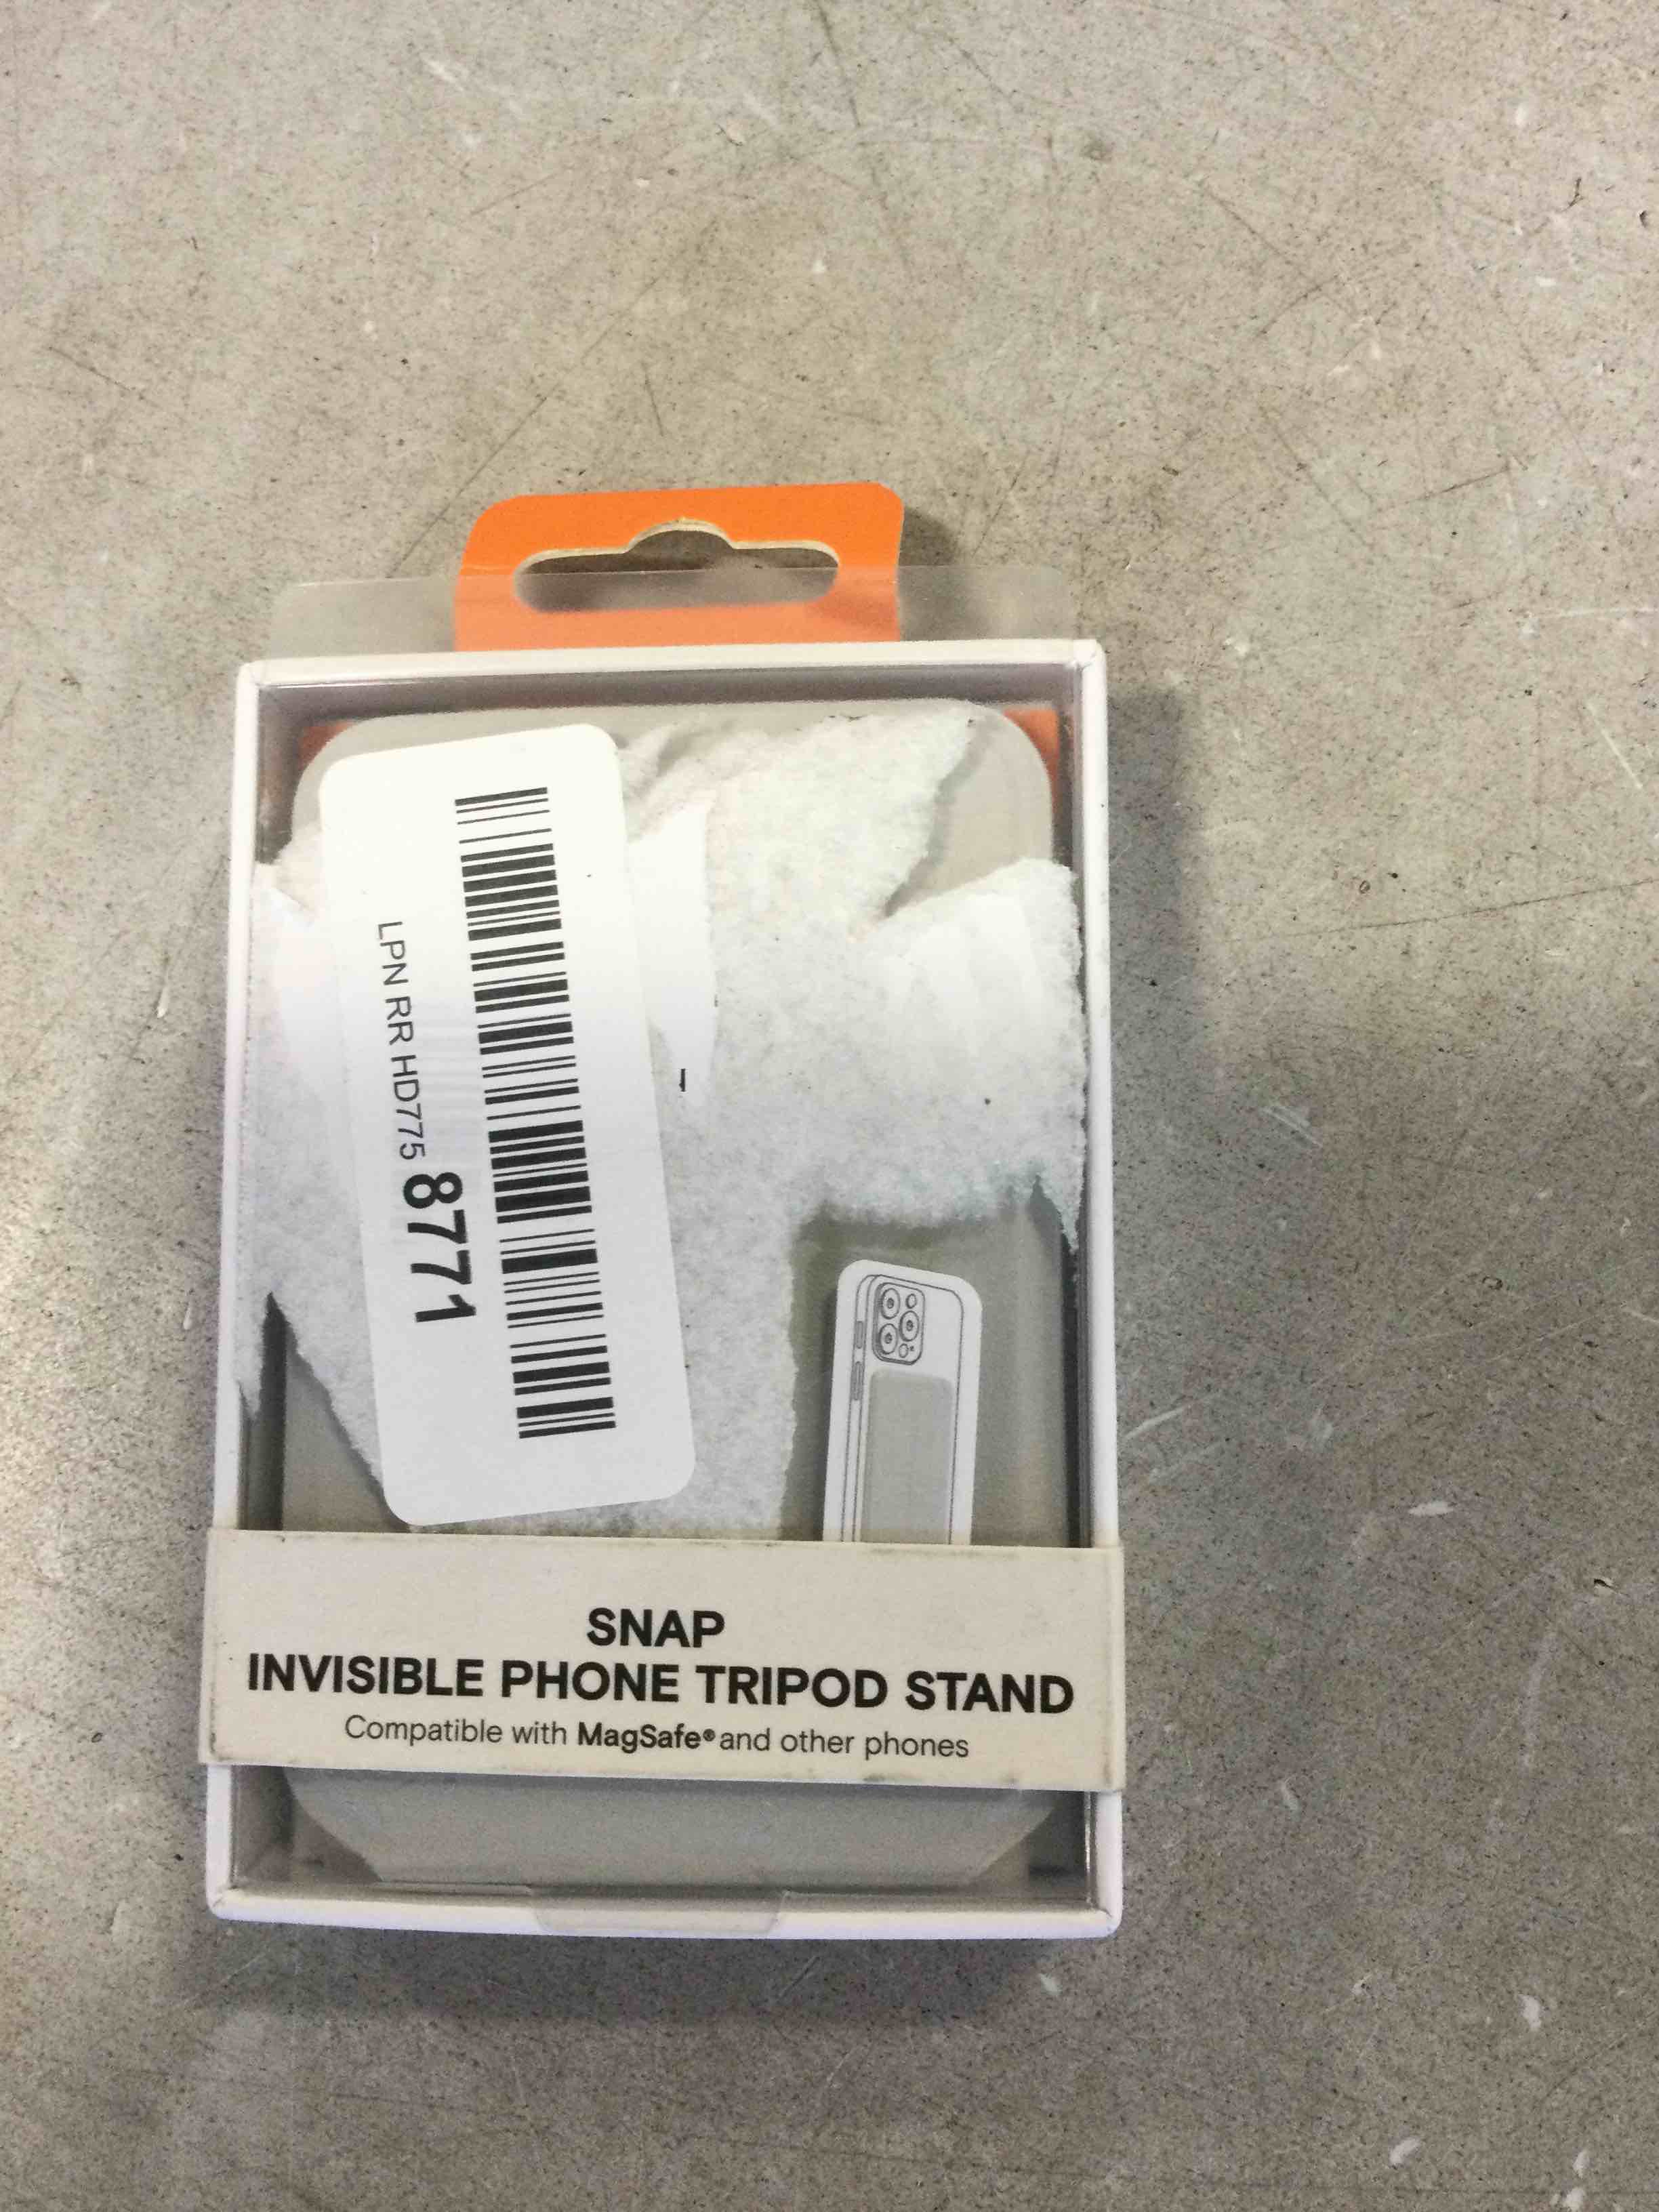 LPN RR HD775 8771
SNAP
INVISIBLE PHONE TRIPOD STAND
Compatible with MagSafe® and other phones